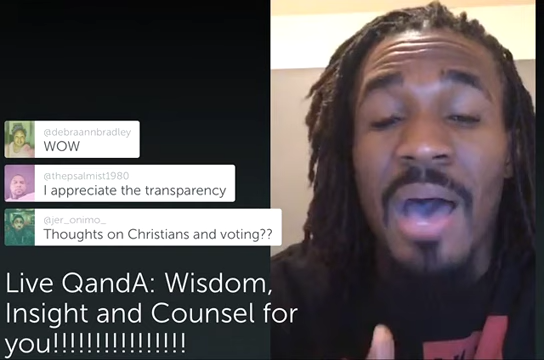 @debraannbradley
WOW
@thepsalmist1980
I appreciate the transparency
@jer_onimo_
Thoughts on Christians and voting??
Live QandA: Wisdom,
Insight and Counsel for
you!!!!!!!!!!!!!!!!!